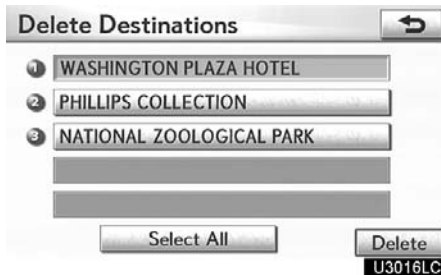 Delete Destinations
1 WASHINGTON PLAZA HOTEL
2 PHILLIPS COLLECTION
3 NATIONAL ZOOLOGICAL PARK
Select All
Delete
U3016LC